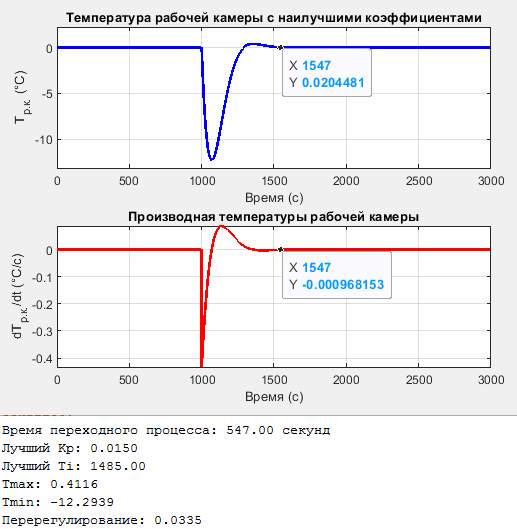 Температура рабочей камеры с наилучшими коэффициентами
0
-5
-10
T р.к. (°C)
X 1547
Y 0.0204481
0 500 1000 1500 2000 2500 3000
Время (с)
Производная температуры рабочей камеры
0
-0.1
-0.2
-0.3
-0.4
dT р.к./dt (°C/с)
X 1547
Y -0.000968153
0 500 1000 1500 2000 2500 3000
Время (с)
Время переходного процесса: 547.00 секунд
Лучший Kp: 0.0150
Лучший Ti: 1485.00
Tmax: 0.4116
Tmin: -12.2939
Перерегулирование: 0.0335